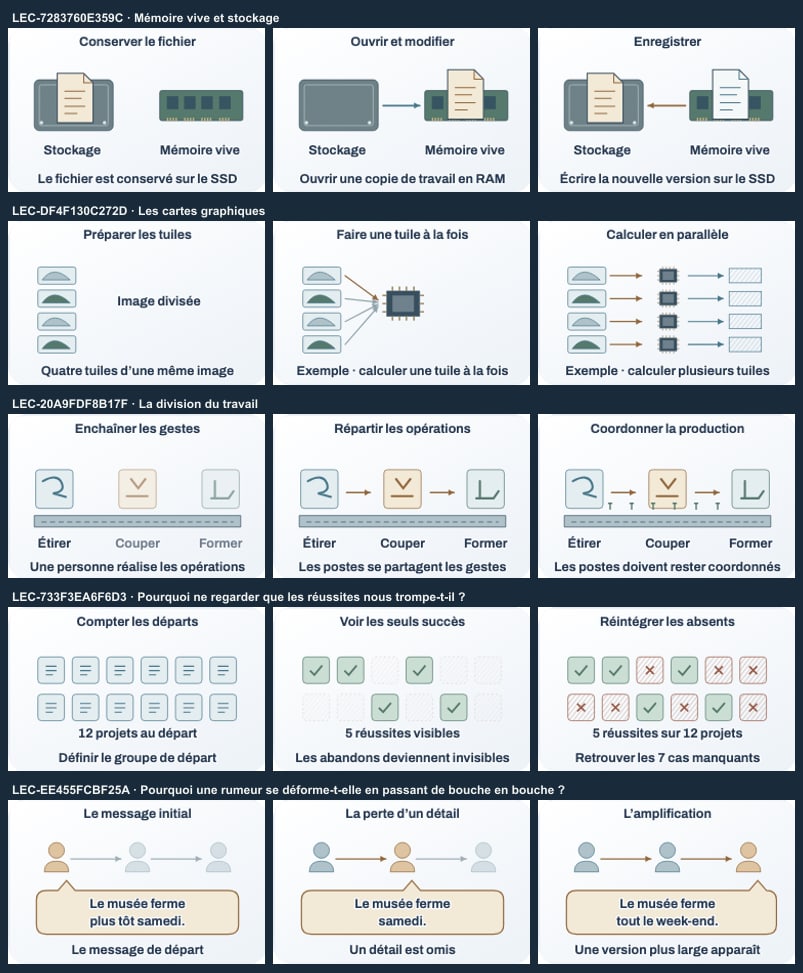 LEC-7283760E359C · Mémoire vive et stockage
Conserver le fichier
Stockage
Mémoire vive
Le fichier est conservé sur le SSD
Ouvrir et modifier
Stockage
Mémoire vive
Ouvrir une copie de travail en RAM
Enregistrer
Stockage
Mémoire vive
Écrire la nouvelle version sur le SSD
LEC-DF4F130C272D · Les cartes graphiques
Préparer les tuiles
Image divisée
Quatre tuiles d’une même image
Faire une tuile à la fois
Exemple · calculer une tuile à la fois
Calculer en parallèle
Exemple · calculer plusieurs tuiles
LEC-20A9FDF8B17F · La division du travail
Enchaîner les gestes
Étirer
Couper
Former
Une personne réalise les opérations
Répartir les opérations
Étirer
Couper
Former
Les postes se partagent les gestes
Coordonner la production
Étirer
Couper
Former
Les postes doivent rester coordonnés
LEC-733F3EA6F6D3 · Pourquoi ne regarder que les réussites nous trompe-t-il ?
Compter les départs
12 projets au départ
Définir le groupe de départ
Voir les seuls succès
5 réussites visibles
Les abandons deviennent invisibles
Réintégrer les absents
5 réussites sur 12 projets
Retrouver les 7 cas manquants
LEC-EE455FCBF25A · Pourquoi une rumeur se déforme-t-elle en passant de bouche en bouche ?
Le message initial
Le musée ferme
plus tôt samedi.
Le message de départ
La perte d’un détail
Le musée ferme
samedi.
Un détail est omis
L’amplification
Le musée ferme
tout le week-end.
Une version plus large apparaît